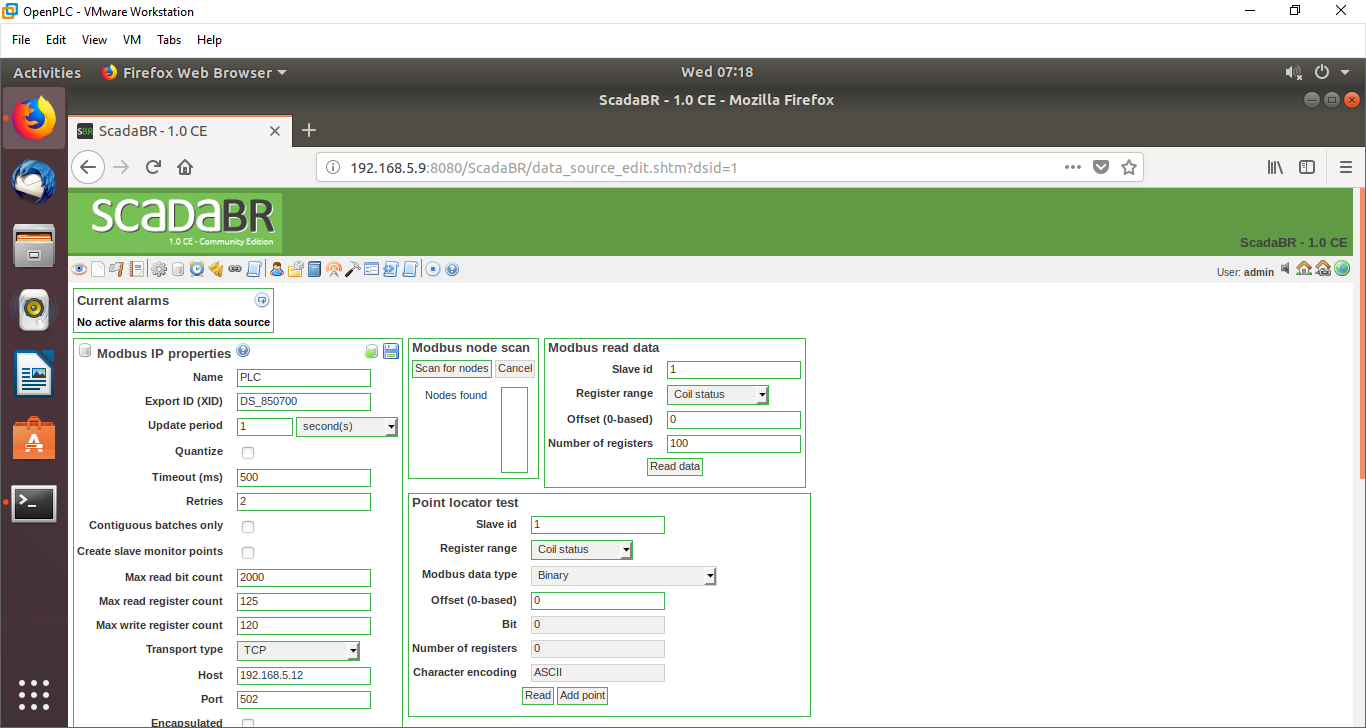 OpenPLC - VMware Workstation
File Edit View VM Tabs Help
Activities Firefox Web Browser Wed 07:18
ScadaBR - 1.0 CE - Mozilla Firefox
SBR ScadaBR - 1.0 CE
192.168.5.9:8080/ScadaBR/data_source_edit.shtm?dsid=1
SCADABR
1.0 CE - Community Edition
ScadaBR - 1.0 CE
User: admin
Current alarms
No active alarms for this data source
Modbus IP properties
Name PLC
Export ID (XID) DS_850700
Update period 1 second(s)
Quantize
Timeout (ms) 500
Retries 2
Contiguous batches only
Create slave monitor points
Max read bit count 2000
Max read register count 125
Max write register count 120
Transport type TCP
Host 192.168.5.12
Port 502
Encapsulated
Modbus node scan
Scan for nodes Cancel
Nodes found
Modbus read data
Slave id 1
Register range Coil status
Offset (0-based) 0
Number of registers 100
Read data
Point locator test
Slave id 1
Register range Coil status
Modbus data type Binary
Offset (0-based) 0
Bit 0
Number of registers 0
Character encoding ASCII
Read Add point